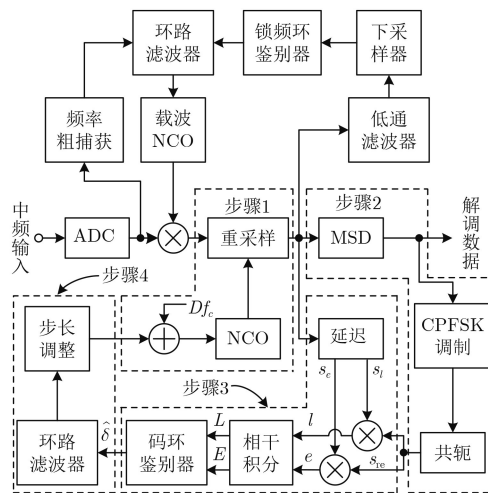 环路
滤波器
锁频环
鉴别器
下采
样器
频率
粗捕获
载波
NCO
低通
滤波器
中频输入
ADC
步骤1
重采样
步骤2
MSD
解调数据
步骤4
步长
调整
Df_c
NCO
延迟
CPFSK
调制
s_e
s_l
步骤3
环路
滤波器
δ̂
码环
鉴别器
L
E
相干
积分
l
e
s_re
共轭